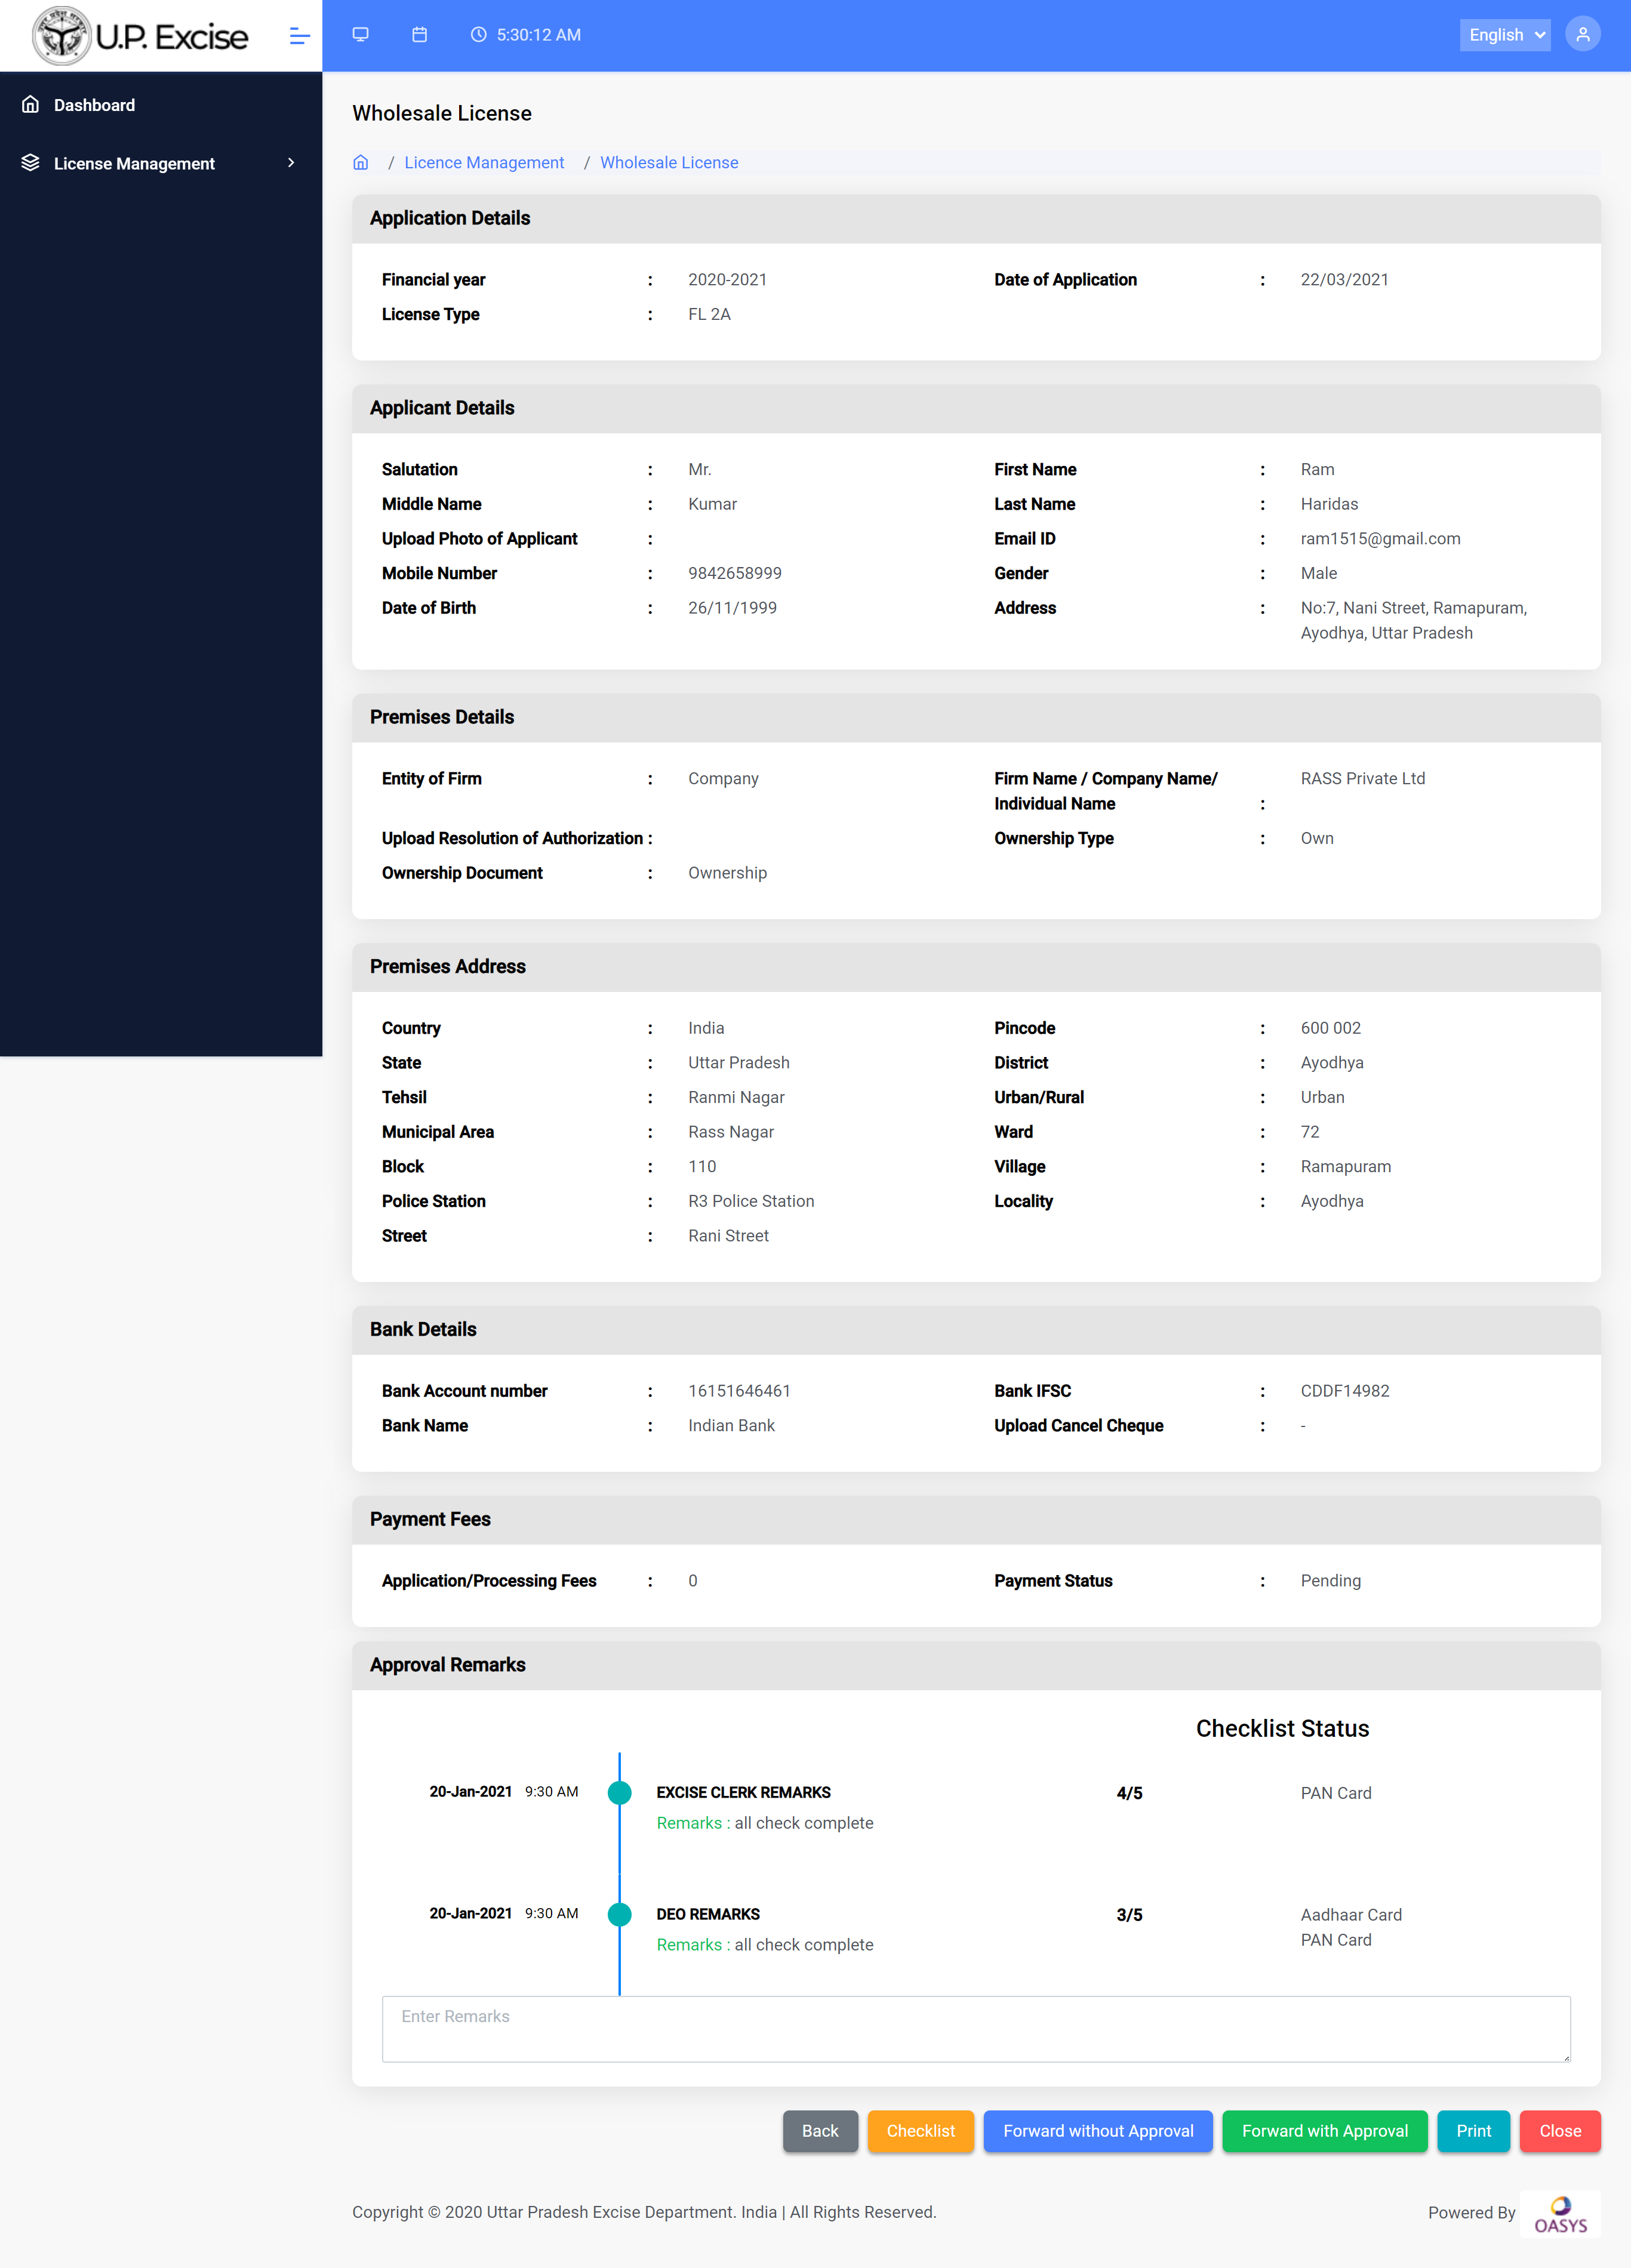 U.P. Excise
5:30:12 AM
English
Dashboard
License Management
Wholesale License
/ Licence Management / Wholesale License
Application Details
Financial year : 2020-2021 Date of Application : 22/03/2021
License Type : FL 2A
Applicant Details
Salutation : Mr. First Name : Ram
Middle Name : Kumar Last Name : Haridas
Upload Photo of Applicant : Email ID : ram1515@gmail.com
Mobile Number : 9842658999 Gender : Male
Date of Birth : 26/11/1999 Address : No:7, Nani Street, Ramapuram,
Ayodhya, Uttar Pradesh
Premises Details
Entity of Firm : Company Firm Name / Company Name/ RASS Private Ltd
Individual Name :
Upload Resolution of Authorization : Ownership Type : Own
Ownership Document : Ownership
Premises Address
Country : India Pincode : 600 002
State : Uttar Pradesh District : Ayodhya
Tehsil : Ranmi Nagar Urban/Rural : Urban
Municipal Area : Rass Nagar Ward : 72
Block : 110 Village : Ramapuram
Police Station : R3 Police Station Locality : Ayodhya
Street : Rani Street
Bank Details
Bank Account number : 16151646461 Bank IFSC : CDDF14982
Bank Name : Indian Bank Upload Cancel Cheque : -
Payment Fees
Application/Processing Fees : 0 Payment Status : Pending
Approval Remarks
Checklist Status
20-Jan-2021 9:30 AM EXCISE CLERK REMARKS 4/5 PAN Card
Remarks : all check complete
20-Jan-2021 9:30 AM DEO REMARKS 3/5 Aadhaar Card
PAN Card
Remarks : all check complete
Enter Remarks
Back Checklist Forward without Approval Forward with Approval Print Close
Copyright © 2020 Uttar Pradesh Excise Department. India | All Rights Reserved. Powered By OASYS